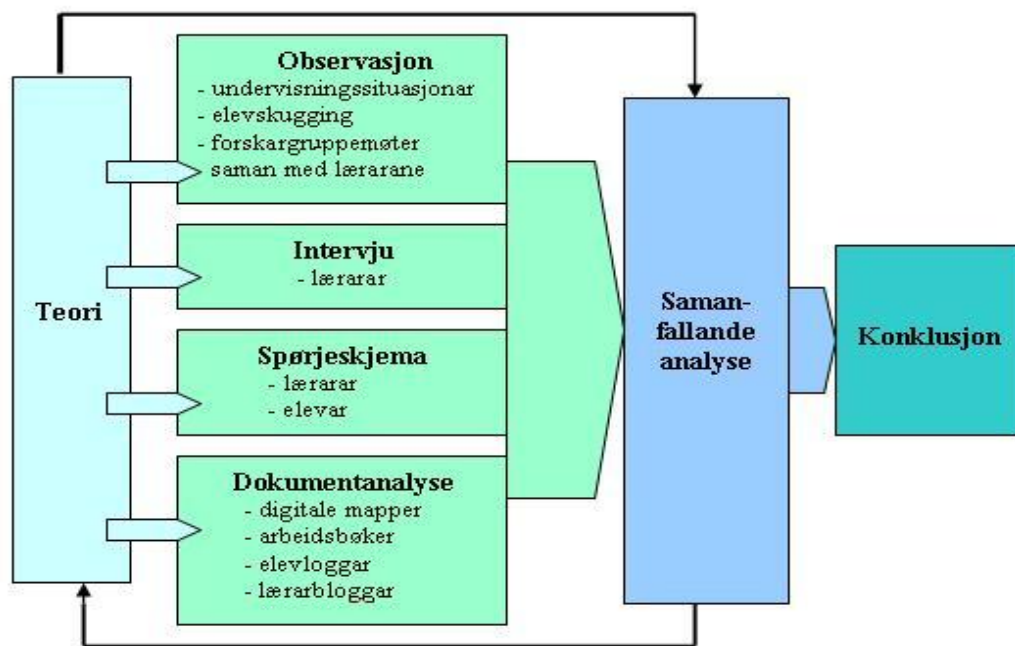 Teori
Observasjon
- undervisningssituasjonar
- elevskugging
- forskargruppemøter
saman med lærarane
Intervju
- lærarar
Spørjeskjema
- lærarar
- elevar
Dokumentanalyse
- digitale mapper
- arbeidsbøker
- elevloggar
- lærarbloggar
Saman-
fallande
analyse
Konklusjon